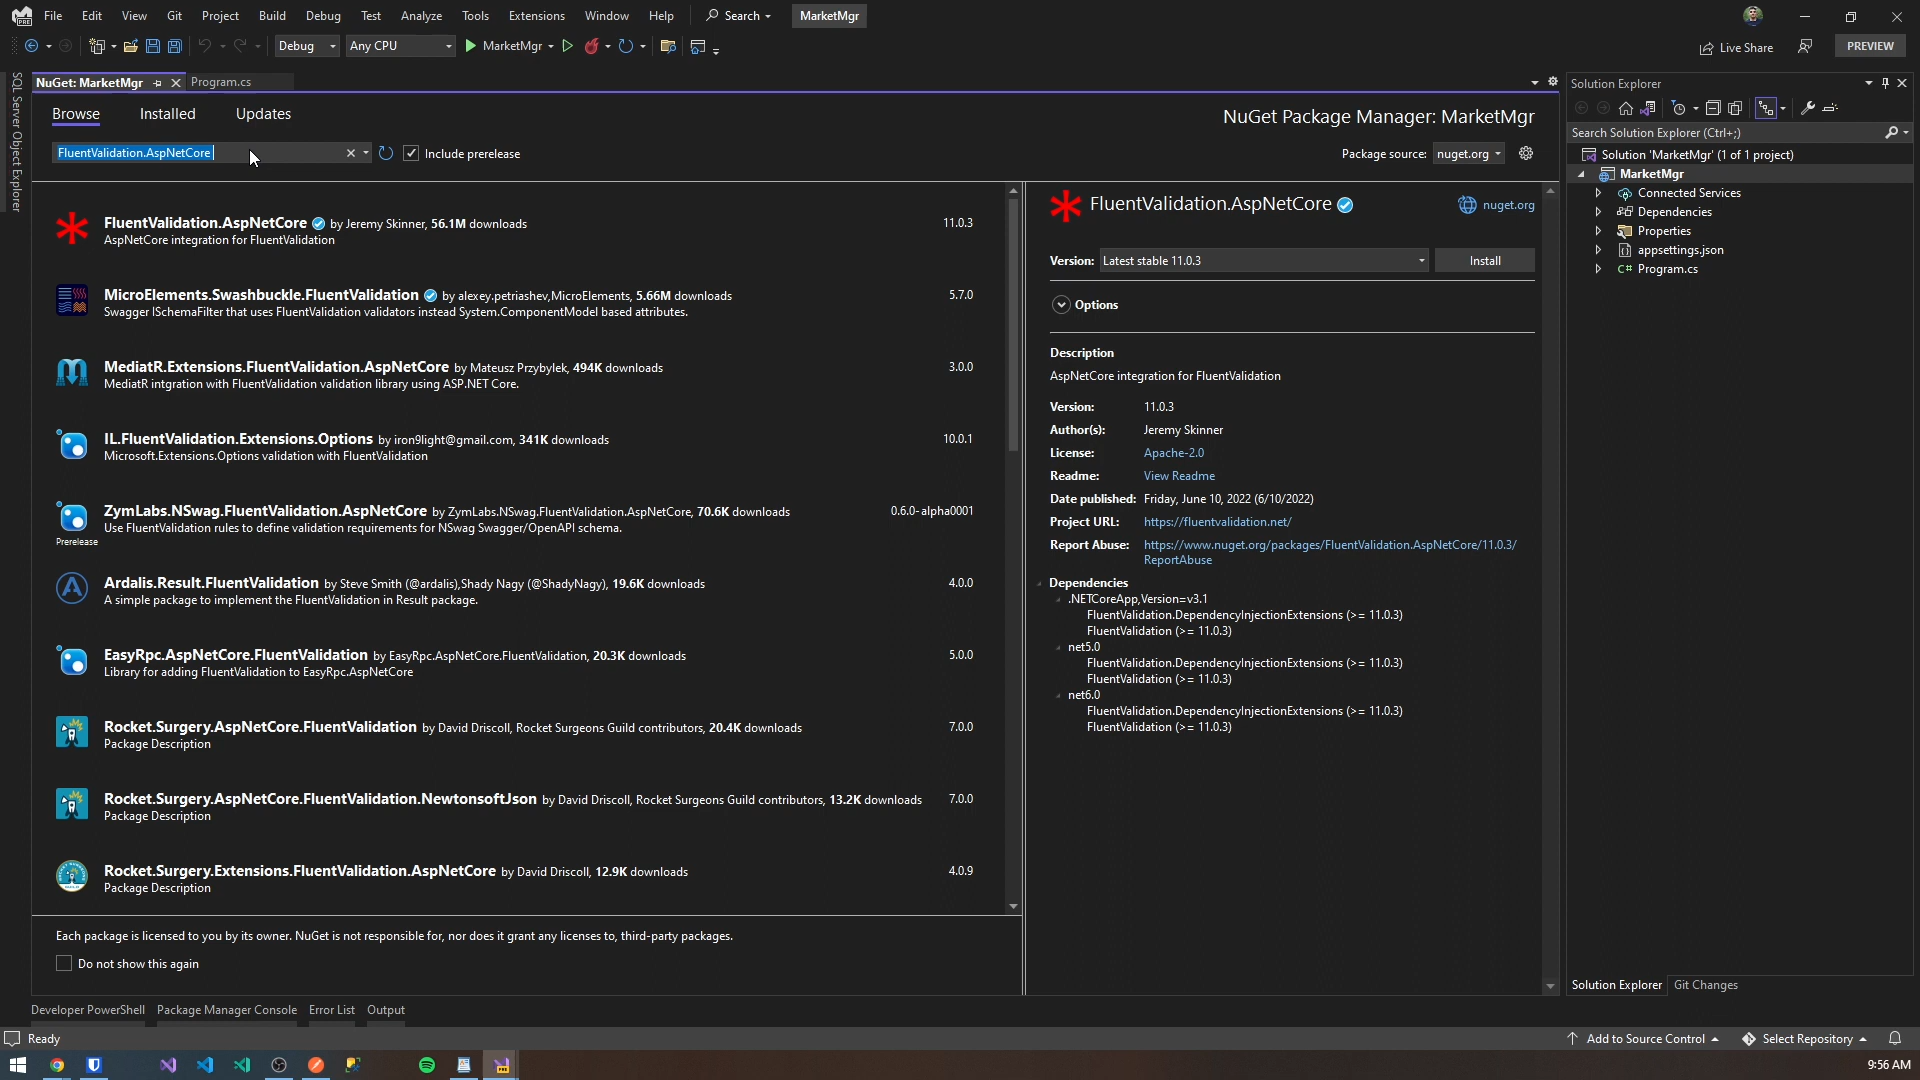 File Edit View Git Project Build Debug Test Analyze Tools Extensions Window Help Search MarketMgr
Debug Any CPU MarketMgr Live Share PREVIEW
SQL Server Object Explorer
NuGet: MarketMgr Program.cs
Browse Installed Updates
NuGet Package Manager: MarketMgr
FluentValidation.AspNetCore
Include prerelease
Package source: nuget.org
FluentValidation.AspNetCore by Jeremy Skinner, 56.1M downloads 11.0.3
AspNetCore integration for FluentValidation
MicroElements.Swashbuckle.FluentValidation by alexey.petriashev,MicroElements, 5.66M downloads 5.7.0
Swagger ISchemaFilter that uses FluentValidation validators instead System.ComponentModel based attributes.
MediatR.Extensions.FluentValidation.AspNetCore by Mateusz Przybylek, 494K downloads 3.0.0
MediatR intgration with FluentValidation validation library using ASP.NET Core.
IL.FluentValidation.Extensions.Options by iron9light@gmail.com, 341K downloads 10.0.1
Microsoft.Extensions.Options validation with FluentValidation
ZymLabs.NSwag.FluentValidation.AspNetCore by ZymLabs.NSwag.FluentValidation.AspNetCore, 70.6K downloads 0.6.0-alpha0001
Use FluentValidation rules to define validation requirements for NSwag Swagger/OpenAPI schema.
Prerelease
Ardalis.Result.FluentValidation by Steve Smith (@ardalis),Shady Nagy (@ShadyNagy), 19.6K downloads 4.0.0
A simple package to implement the FluentValidation in Result package.
EasyRpc.AspNetCore.FluentValidation by EasyRpc.AspNetCore.FluentValidation, 20.3K downloads 5.0.0
Library for adding FluentValidation to EasyRpc.AspNetCore
Rocket.Surgery.AspNetCore.FluentValidation by David Driscoll, Rocket Surgeons Guild contributors, 20.4K downloads 7.0.0
Package Description
Rocket.Surgery.AspNetCore.FluentValidation.NewtonsoftJson by David Driscoll, Rocket Surgeons Guild contributors, 13.2K downloads 7.0.0
Package Description
Rocket.Surgery.Extensions.FluentValidation.AspNetCore by David Driscoll, 12.9K downloads 4.0.9
Package Description
Each package is licensed to you by its owner. NuGet is not responsible for, nor does it grant any licenses to, third-party packages.
Do not show this again
FluentValidation.AspNetCore nuget.org
Version: Latest stable 11.0.3 Install
Options
Description
AspNetCore integration for FluentValidation
Version: 11.0.3
Author(s): Jeremy Skinner
License: Apache-2.0
Readme: View Readme
Date published: Friday, June 10, 2022 (6/10/2022)
Project URL: https://fluentvalidation.net/
Report Abuse: https://www.nuget.org/packages/FluentValidation.AspNetCore/11.0.3/
ReportAbuse
Dependencies
.NETCoreApp,Version=v3.1
FluentValidation.DependencyInjectionExtensions (>= 11.0.3)
FluentValidation (>= 11.0.3)
net5.0
FluentValidation.DependencyInjectionExtensions (>= 11.0.3)
FluentValidation (>= 11.0.3)
net6.0
FluentValidation.DependencyInjectionExtensions (>= 11.0.3)
FluentValidation (>= 11.0.3)
Solution Explorer
Search Solution Explorer (Ctrl+;)
Solution 'MarketMgr' (1 of 1 project)
MarketMgr
Connected Services
Dependencies
Properties
appsettings.json
C# Program.cs
Solution Explorer Git Changes
Developer PowerShell Package Manager Console Error List Output
Ready Add to Source Control Select Repository
9:56 AM